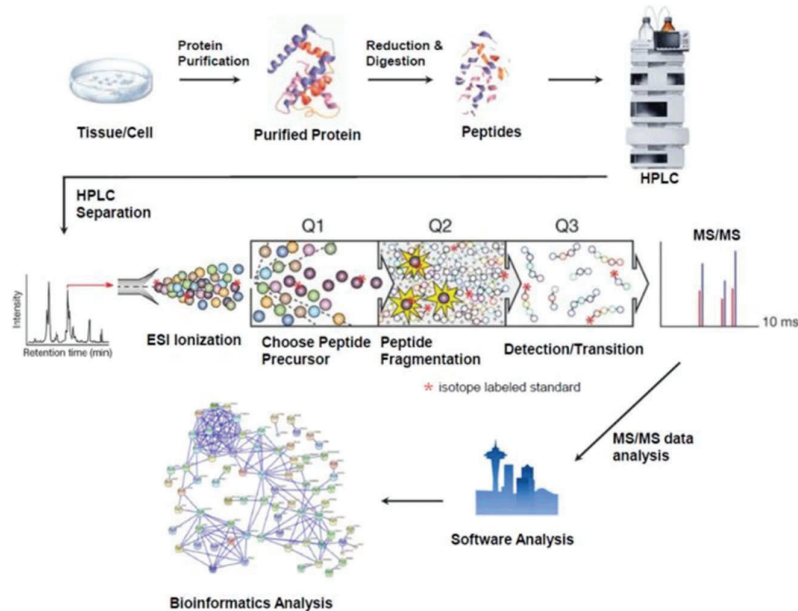 Protein
Purification
Reduction &
Digestion
Tissue/Cell
Purified Protein
Peptides
HPLC
HPLC
Separation
Q1
Q2
Q3
MS/MS
Intensity
Retention time (min)
10 ms
ESI Ionization
Choose Peptide
Precursor
Peptide
Fragmentation
Detection/Transition
* isotope labeled standard
MS/MS data
analysis
Software Analysis
Bioinformatics Analysis